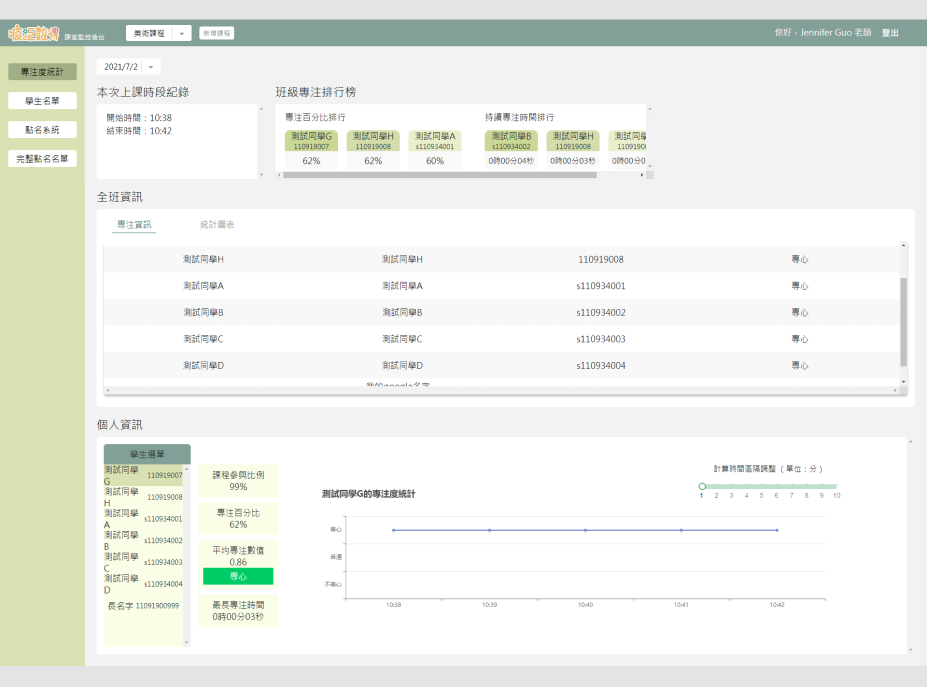 課室監控後台
美術課程
新增課程
你好，Jennifer Guo 老師 登出
專注度統計
學生名單
點名系統
完整點名名單
2021/7/2
本次上課時段紀錄
開始時間：10:38
結束時間：10:42
班級專注排行榜
專注百分比排行
測試同學G 測試同學H 測試同學A
110919007 110919008 s110934001
62% 62% 60%
持續專注時間排行
測試同學B 測試同學H 測試同學
s110934002 110919008 1109190
0時00分04秒 0時00分03秒 0時00分0
全班資訊
專注資訊 統計圖表
測試同學H 測試同學H 110919008 專心
測試同學A 測試同學A s110934001 專心
測試同學B 測試同學B s110934002 專心
測試同學C 測試同學C s110934003 專心
測試同學D 測試同學D s110934004 專心
我的google名字
個人資訊
學生選單
測試同學G 110919007
測試同學H 110919008
測試同學A s110934001
測試同學B s110934002
測試同學C s110934003
測試同學D s110934004
長名字 11091900999
課程參與比例
99%
專注百分比
62%
平均專注數值
0.86
專心
最長專注時間
0時00分03秒
計算時間區隔調整 （單位：分）
1 2 3 4 5 6 7 8 9 10
測試同學G的專注度統計
專心
普通
不專心
10:38 10:39 10:40 10:41 10:42